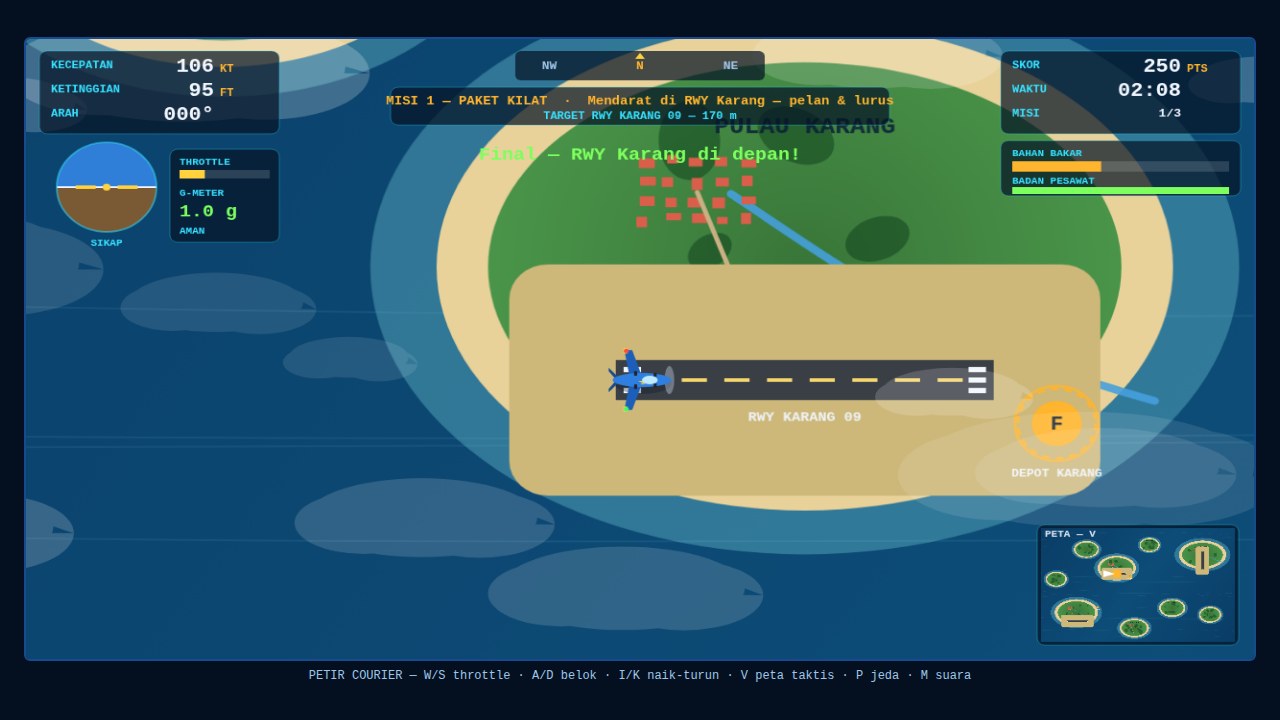 KECEPATAN 106 KT
KETINGGIAN 95 FT
ARAH 000°
NW N NE
SKOR 250 PTS
WAKTU 02:08
MISI 1/3
MISI 1 — PAKET KILAT · Mendarat di RWY Karang — pelan & lurus
TARGET RWY KARANG 09 — 170 m
PULAU KARANG
Final — RWY Karang di depan!
THROTTLE
G-METER
1.0 g
AMAN
SIKAP
BAHAN BAKAR
BADAN PESAWAT
RWY KARANG 09
F
DEPOT KARANG
PETA — V
PETIR COURIER — W/S throttle · A/D belok · I/K naik-turun · V peta taktis · P jeda · M suara